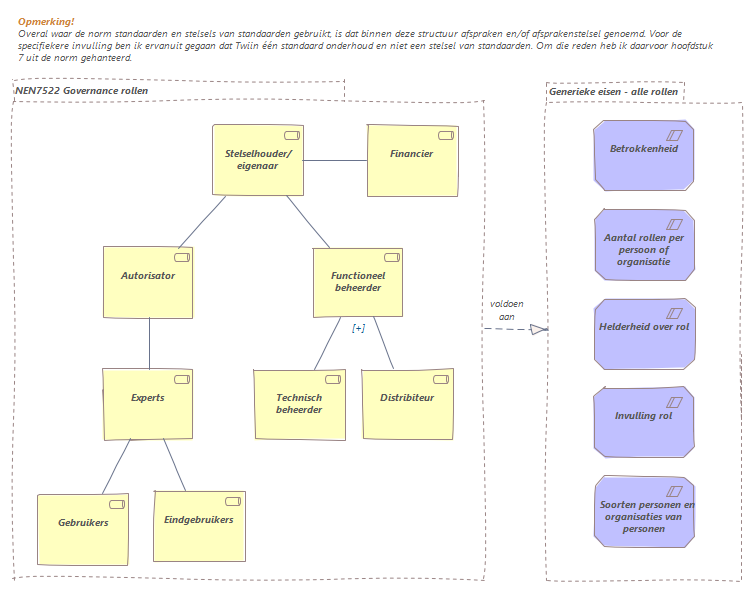 Opmerking!
Overal waar de norm standaarden en stelsels van standaarden gebruikt, is dat binnen deze structuur afspraken en/of afsprakenstelsel genoemd. Voor de
specifiekere invulling ben ik ervanuit gegaan dat Twiin één standaard onderhoud en niet een stelsel van standaarden. Om die reden heb ik daarvoor hoofdstuk
7 uit de norm gehanteerd.
NEN7522 Governance rollen
Stelselhouder/
eigenaar
Financier
Autorisator
Functioneel
beheerder
[+]
Experts
Technisch
beheerder
Distributeur
Gebruikers
Eindgebruikers
voldoen
aan
Generieke eisen - alle rollen
Betrokkenheid
Aantal rollen per
persoon of
organisatie
Helderheid over rol
Invulling rol
Soorten personen en
organisaties van
personen